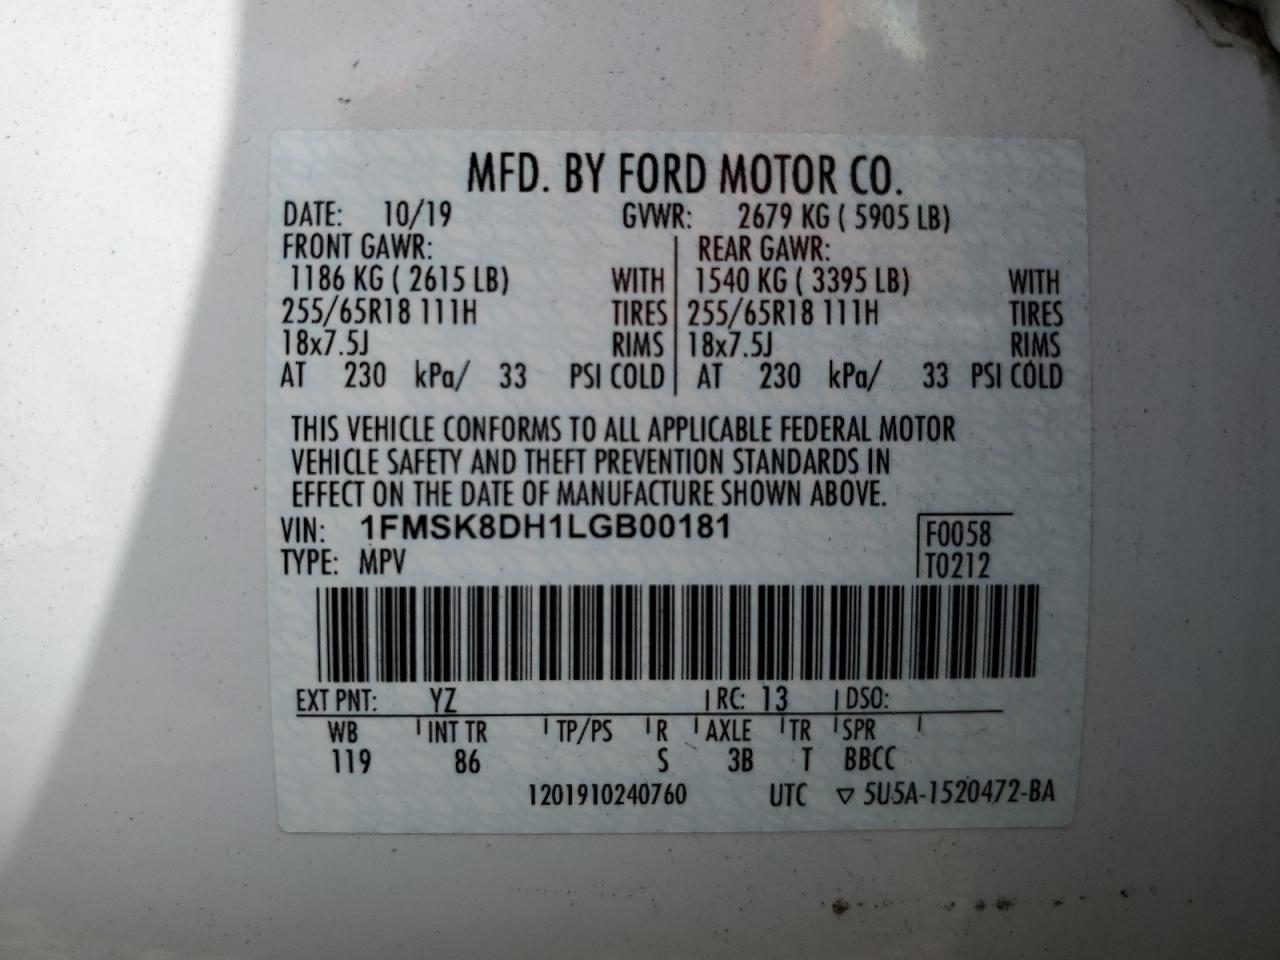 MFD. BY FORD MOTOR CO.
DATE: 10/19 GVWR: 2679 KG ( 5905 LB)
FRONT GAWR: REAR GAWR:
1186 KG ( 2615 LB) WITH 1540 KG ( 3395 LB) WITH
255/65R18 111H TIRES 255/65R18 111H TIRES
18x7.5J RIMS 18x7.5J RIMS
AT 230 kPa/ 33 PSI COLD AT 230 kPa/ 33 PSI COLD
THIS VEHICLE CONFORMS TO ALL APPLICABLE FEDERAL MOTOR
VEHICLE SAFETY AND THEFT PREVENTION STANDARDS IN
EFFECT ON THE DATE OF MANUFACTURE SHOWN ABOVE.
VIN: 1FMSK8DH1LGB00181 F0058
TYPE: MPV T0212
EXT PNT: YZ RC: 13 DSO:
WB INT TR TP/PS R AXLE TR SPR
119 86 S 3B T BBCC
1201910240760 UTC ▽ 5U5A-1520472-BA